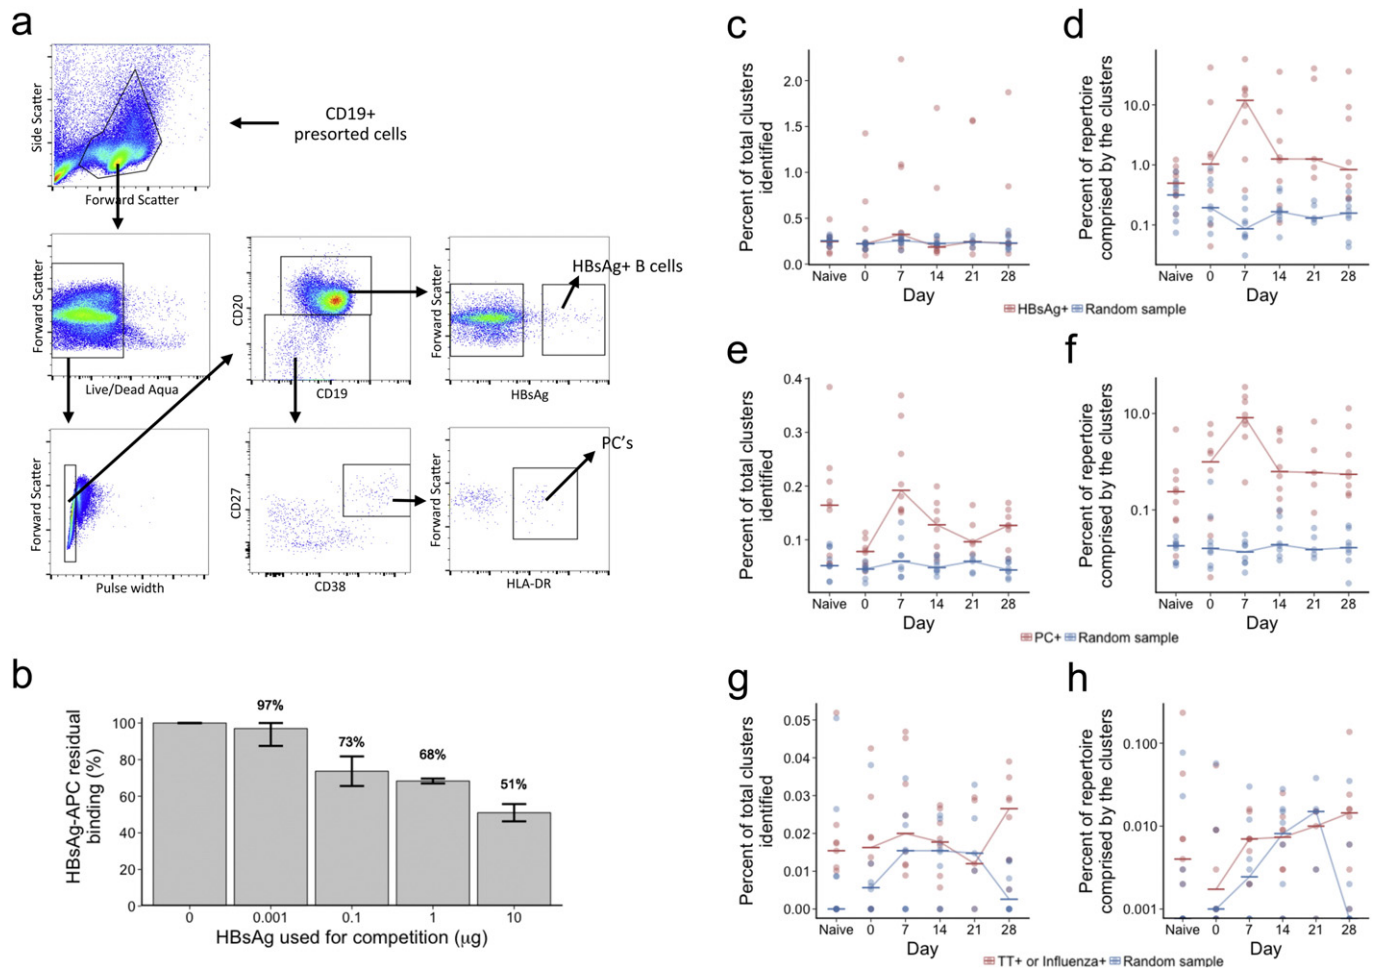 a
Side Scatter
Forward Scatter
CD19+
presorted cells
Forward Scatter
Live/Dead Aqua
CD20
CD19
Forward Scatter
HBsAg
HBsAg+ B cells
Forward Scatter
Pulse width
CD27
CD38
Forward Scatter
HLA-DR
PC's
b
HBsAg-APC residual
binding (%)
100
80
60
40
20
0
97%
73%
68%
51%
0 0.001 0.1 1 10
HBsAg used for competition (µg)
c
Percent of total clusters
identified
2.0
1.5
1.0
0.5
0.0
Naive 0 7 14 21 28
Day
d
Percent of repertoire
comprised by the clusters
10.0
1.0
0.1
Naive 0 7 14 21 28
Day
HBsAg+ Random sample
e
Percent of total clusters
identified
0.4
0.3
0.2
0.1
Naive 0 7 14 21 28
Day
f
Percent of repertoire
comprised by the clusters
10.0
0.1
Naive 0 7 14 21 28
Day
PC+ Random sample
g
Percent of total clusters
identified
0.05
0.04
0.03
0.02
0.01
0.00
Naive 0 7 14 21 28
Day
h
Percent of repertoire
comprised by the clusters
0.100
0.010
0.001
Naive 0 7 14 21 28
Day
TT+ or Influenza+ Random sample